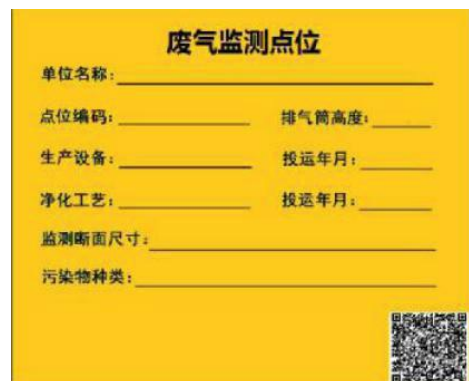 废气监测点位
单位名称：
点位编码： 排气筒高度：
生产设备： 投运年月：
净化工艺： 投运年月：
监测断面尺寸：
污染物种类：